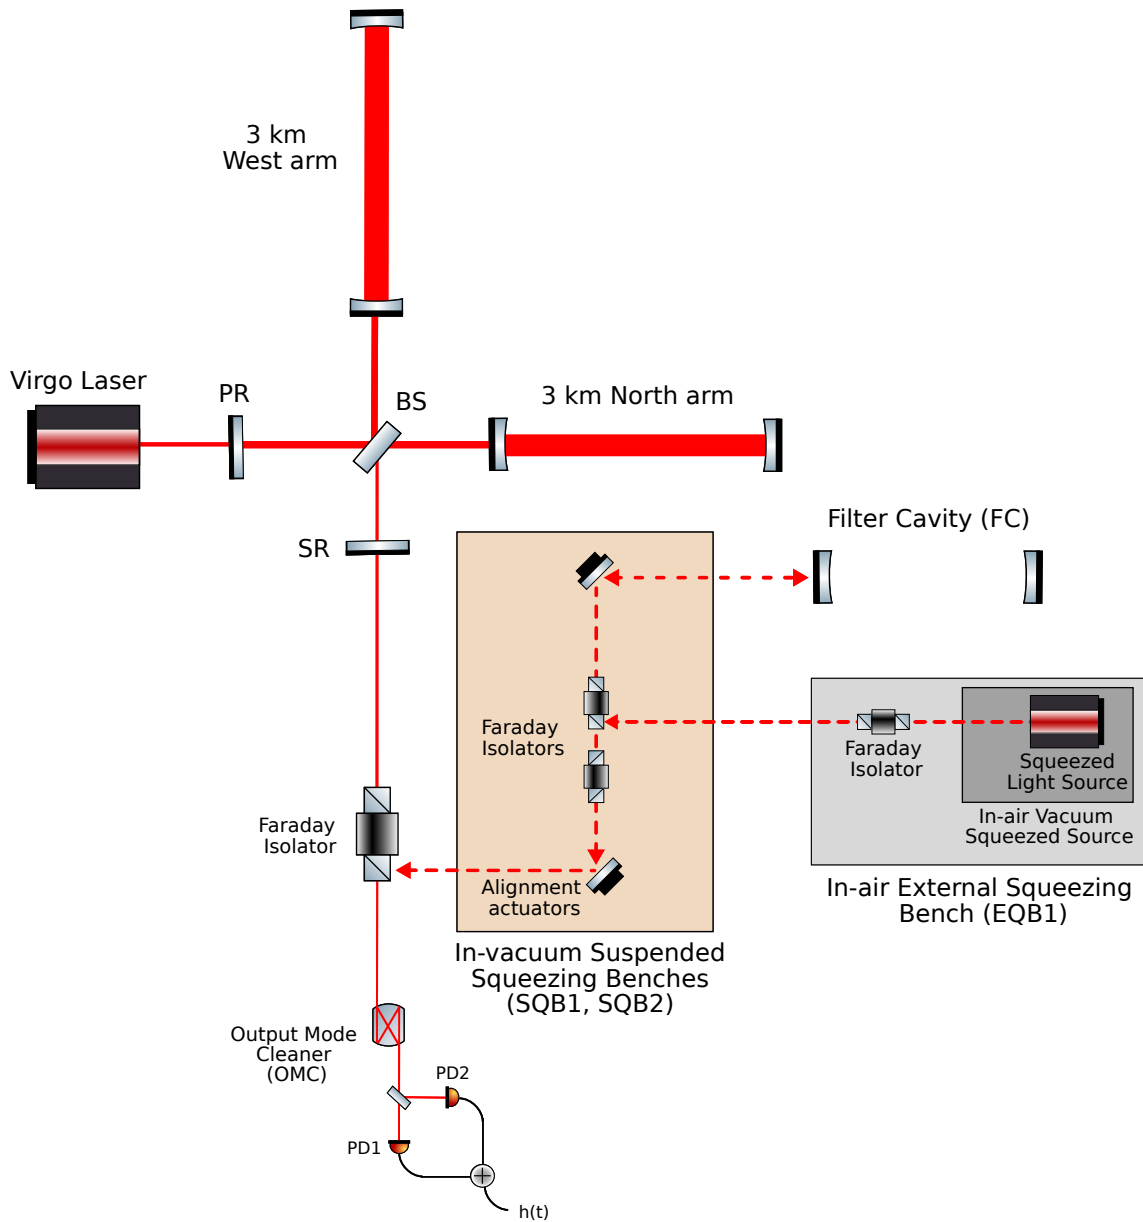 3 km
West arm
Virgo Laser
PR
BS
3 km North arm
SR
Filter Cavity (FC)
Faraday
Isolators
Faraday
Isolator
Squeezed
Light Source
In-air Vacuum
Squeezed Source
Faraday
Isolator
Alignment
actuators
In-air External Squeezing
Bench (EQB1)
In-vacuum Suspended
Squeezing Benches
(SQB1, SQB2)
Output Mode
Cleaner
(OMC)
PD2
PD1
h(t)